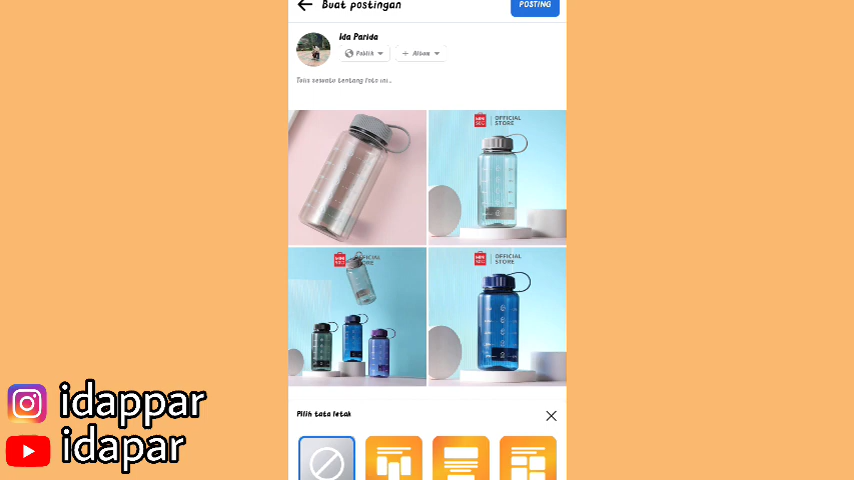 Buat postingan
POSTING
Ida Parida
Publik
+ Album
Tulis sesuatu tentang foto ini...
OFFICIAL
STORE
OFFICIAL
STORE
OFFICIAL
STORE
Pilih tata letak
idappar
idapar